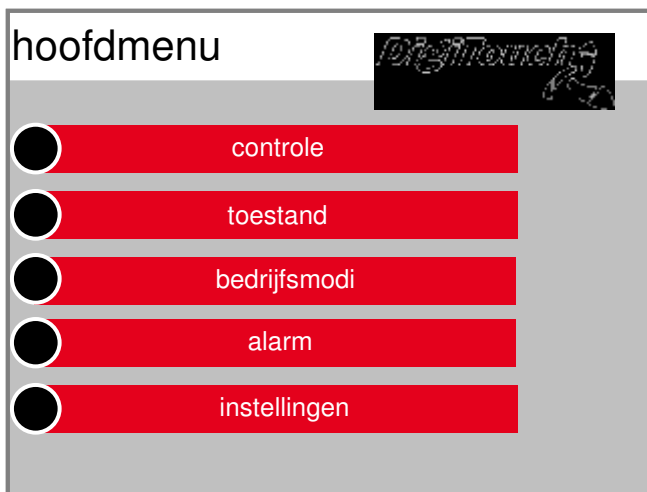 hoofdmenu
DigiTouch
controle
toestand
bedrijfsmodi
alarm
instellingen